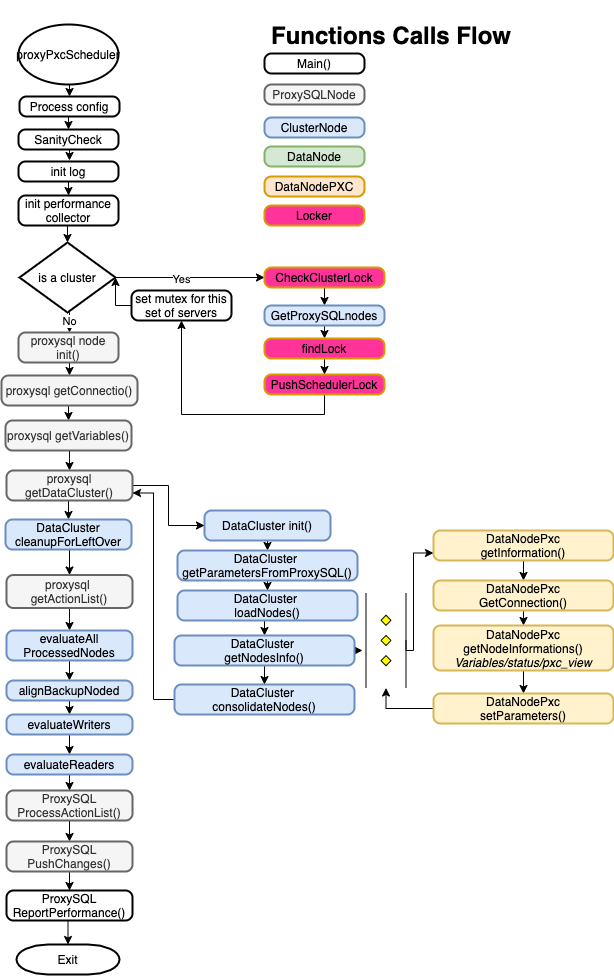 Functions Calls Flow
proxyPxcScheduler
Main()
ProxySQLNode
ClusterNode
DataNode
DataNodePXC
Locker
Process config
SanityCheck
init log
init performance
collector
is a cluster
Yes
No
CheckClusterLock
GetProxySQLnodes
findLock
PushSchedulerLock
set mutex for this
set of servers
proxysql node
init()
proxysql getConnectio()
proxysql getVariables()
proxysql
getDataCluster()
DataCluster
cleanupForLeftOver
proxysql
getActionList()
evaluateAll
ProcessedNodes
alignBackupNoded
evaluateWriters
evaluateReaders
ProxySQL
ProcessActionList()
ProxySQL
PushChanges()
ProxySQL
ReportPerformance()
Exit
DataCluster init()
DataCluster
getParametersFromProxySQL()
DataCluster
loadNodes()
DataCluster
getNodesInfo()
DataCluster
consolidateNodes()
DataNodePxc
getInformation()
DataNodePxc
GetConnection()
DataNodePxc
getNodeInformations()
Variables/status/pxc_view
DataNodePxc
setParameters()